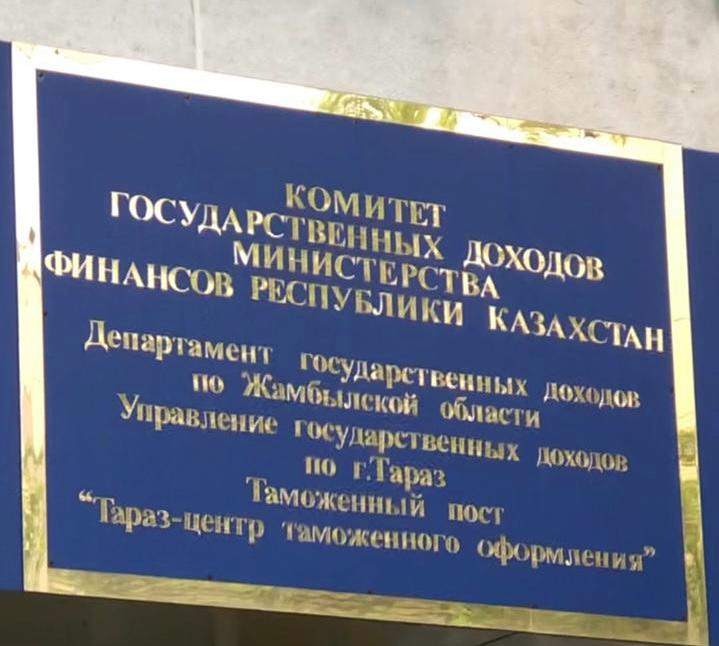 КОМИТЕТ
ГОСУДАРСТВЕННЫХ ДОХОДОВ
МИНИСТЕРСТВА
ФИНАНСОВ РЕСПУБЛИКИ КАЗАХСТАН
Департамент государственных доходов
по Жамбылской области
Управление государственных доходов
по г.Тараз
Таможенный пост
“Тараз-центр таможенного оформления”